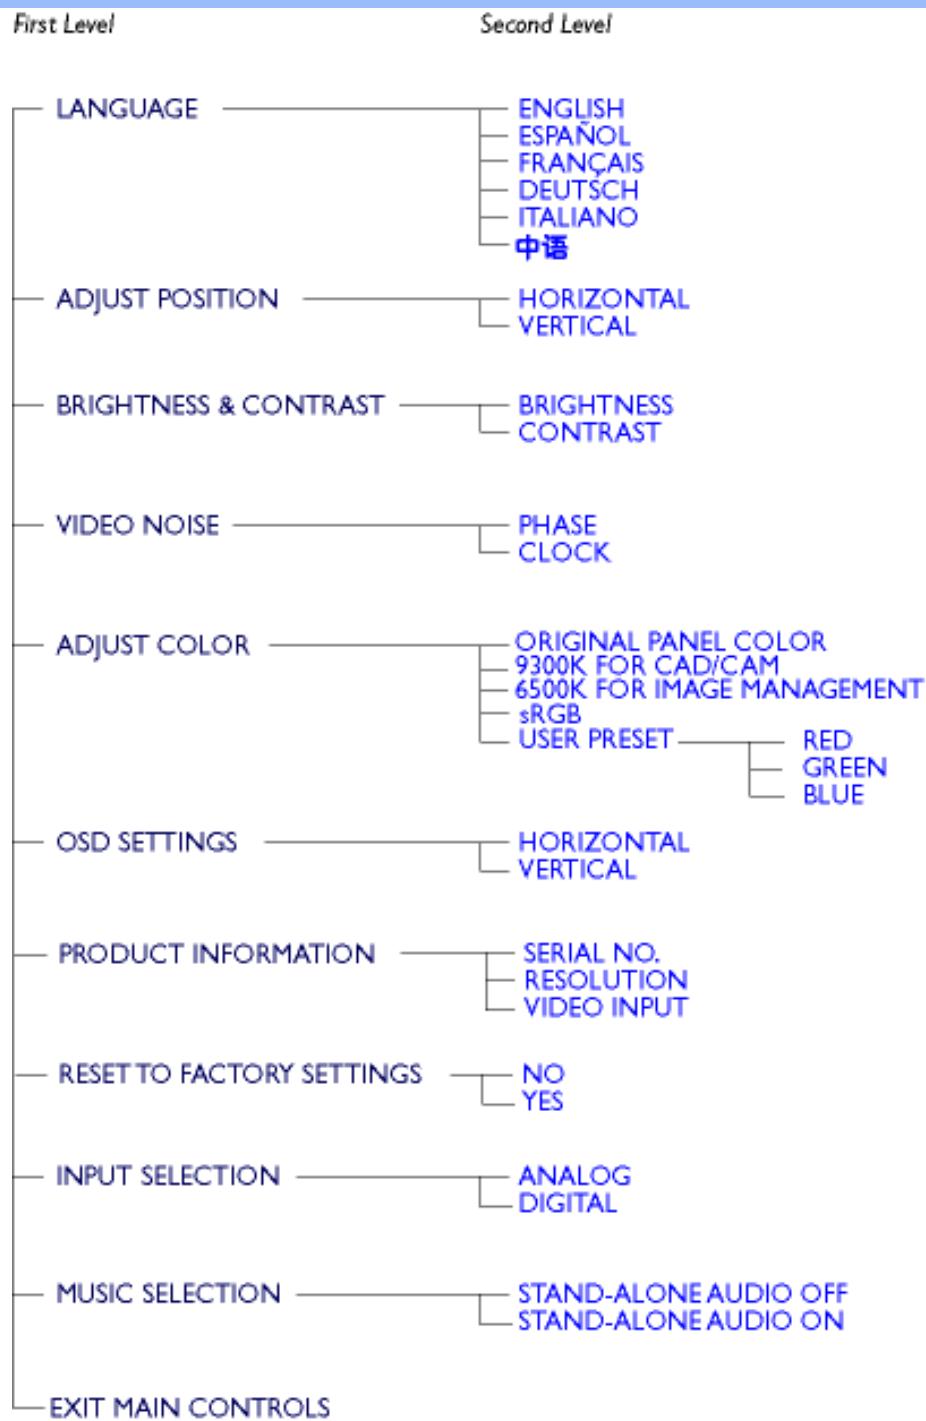 First Level Second Level
LANGUAGE ENGLISH
ESPAÑOL
FRANÇAIS
DEUTSCH
ITALIANO
中语
ADJUST POSITION HORIZONTAL
VERTICAL
BRIGHTNESS & CONTRAST BRIGHTNESS
CONTRAST
VIDEO NOISE PHASE
CLOCK
ADJUST COLOR ORIGINAL PANEL COLOR
9300K FOR CAD/CAM
6500K FOR IMAGE MANAGEMENT
sRGB
USER PRESET RED
GREEN
BLUE
OSD SETTINGS HORIZONTAL
VERTICAL
PRODUCT INFORMATION SERIAL NO.
RESOLUTION
VIDEO INPUT
RESET TO FACTORY SETTINGS NO
YES
INPUT SELECTION ANALOG
DIGITAL
MUSIC SELECTION STAND-ALONE AUDIO OFF
STAND-ALONE AUDIO ON
EXIT MAIN CONTROLS